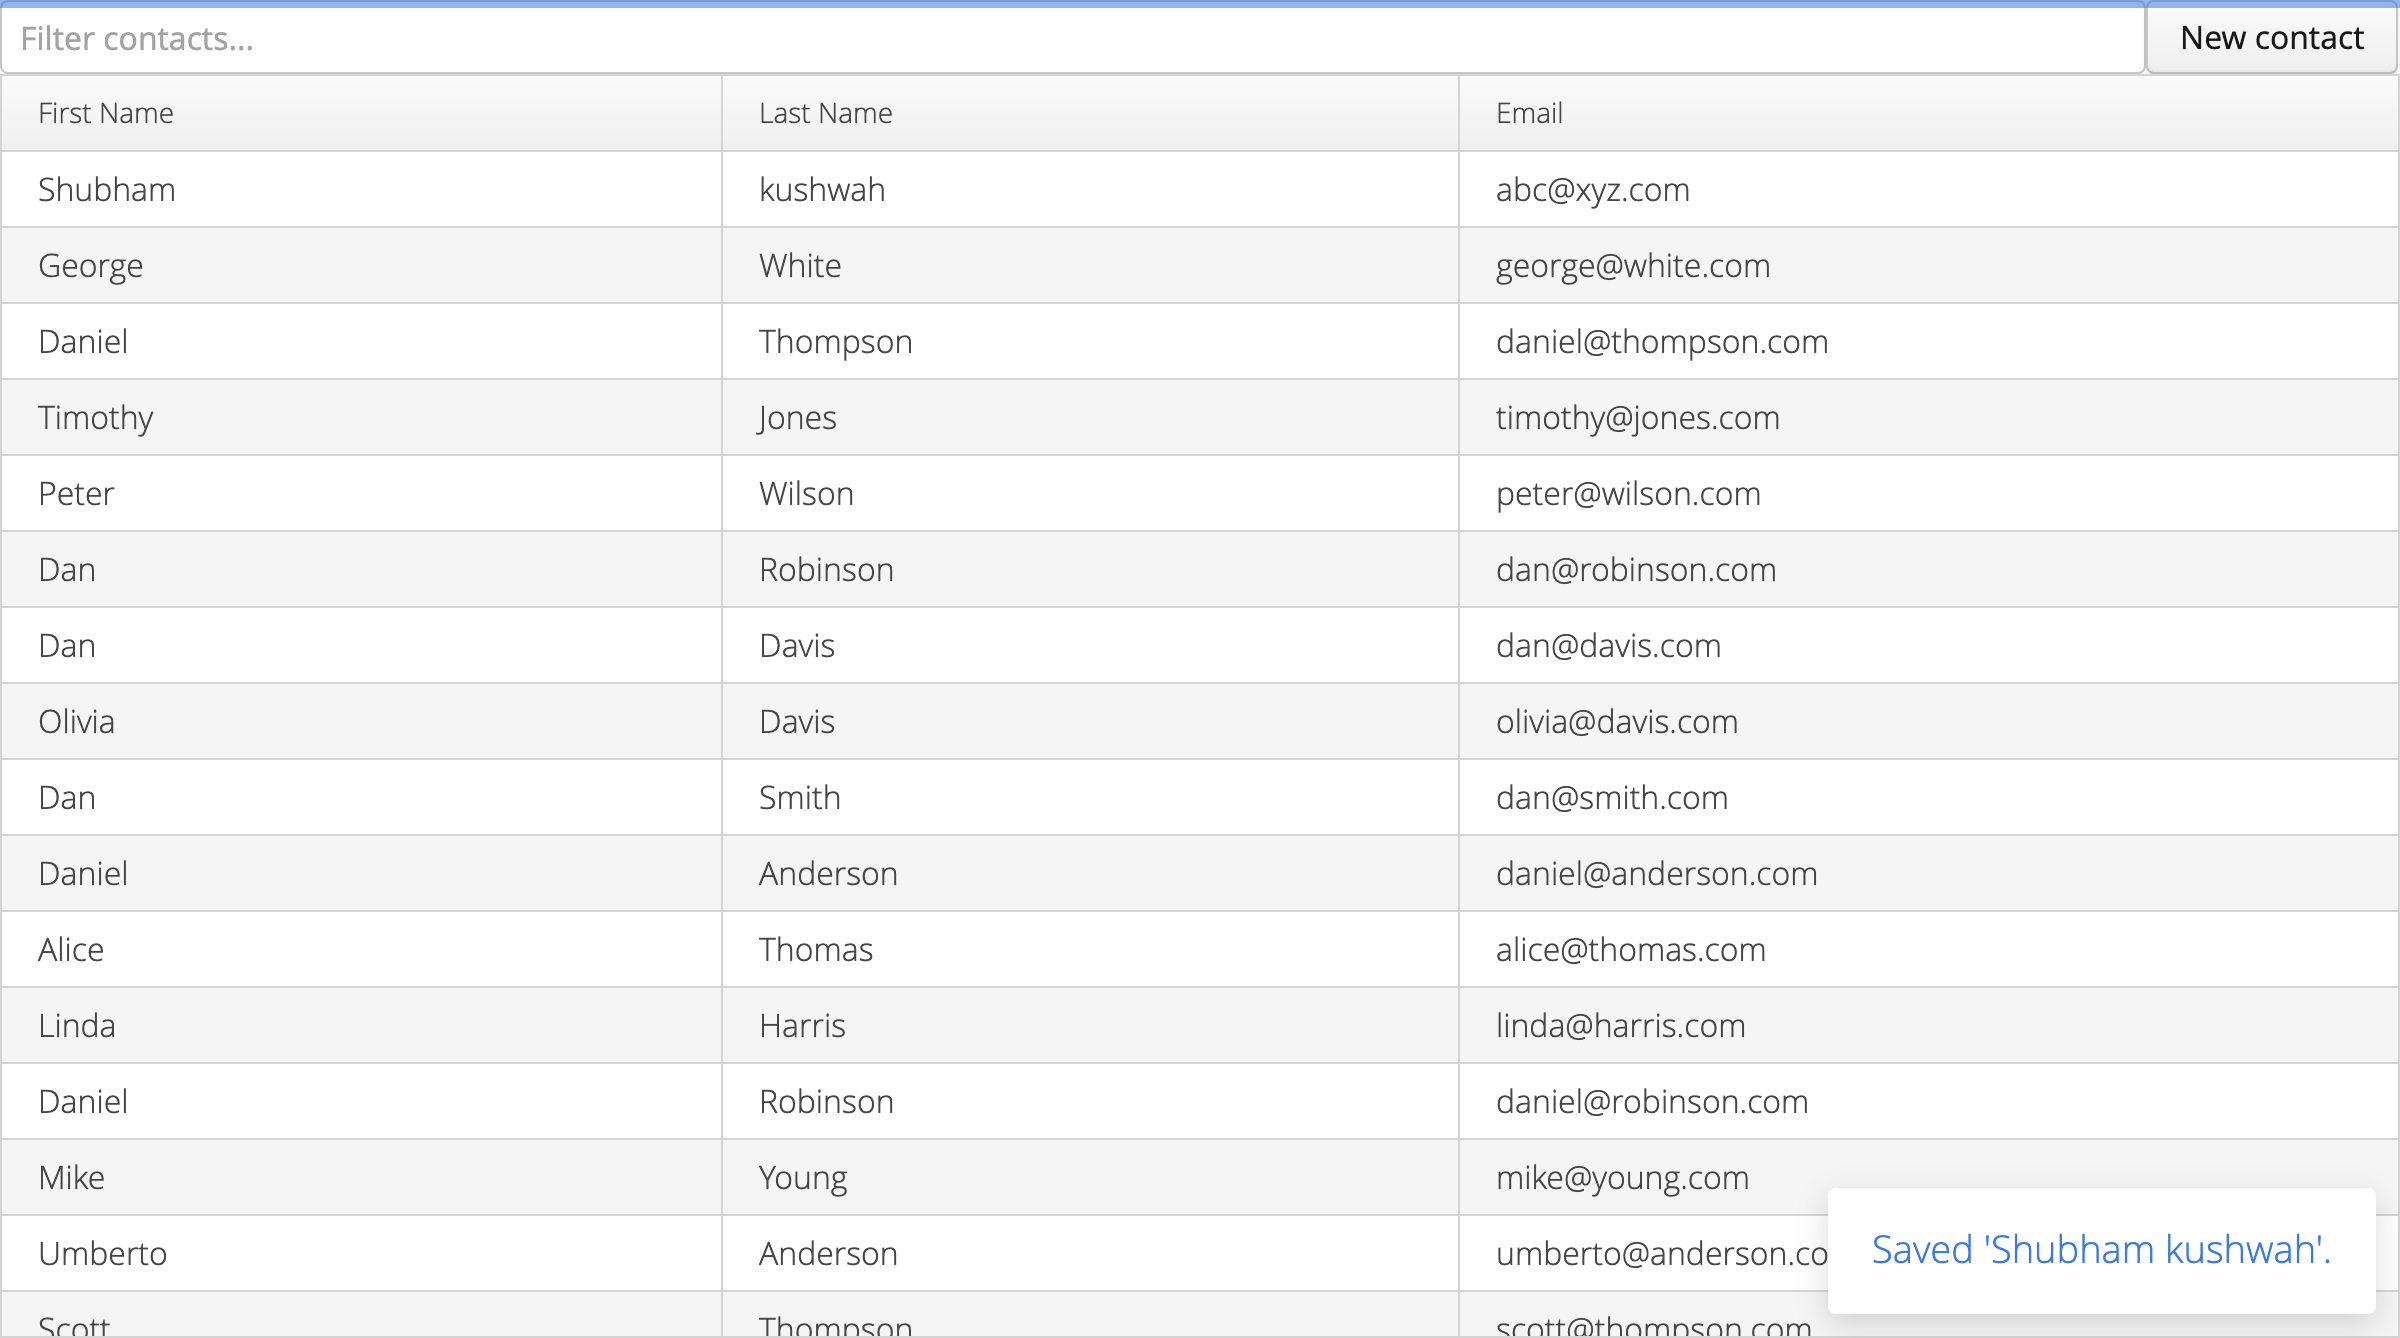 Filter contacts... New contact
First Name Last Name Email
Shubham kushwah abc@xyz.com
George White george@white.com
Daniel Thompson daniel@thompson.com
Timothy Jones timothy@jones.com
Peter Wilson peter@wilson.com
Dan Robinson dan@robinson.com
Dan Davis dan@davis.com
Olivia Davis olivia@davis.com
Dan Smith dan@smith.com
Daniel Anderson daniel@anderson.com
Alice Thomas alice@thomas.com
Linda Harris linda@harris.com
Daniel Robinson daniel@robinson.com
Mike Young mike@young.com
Umberto Anderson umberto@anderson.co
Saved 'Shubham kushwah'.
Scott Thompson scott@thompson.com